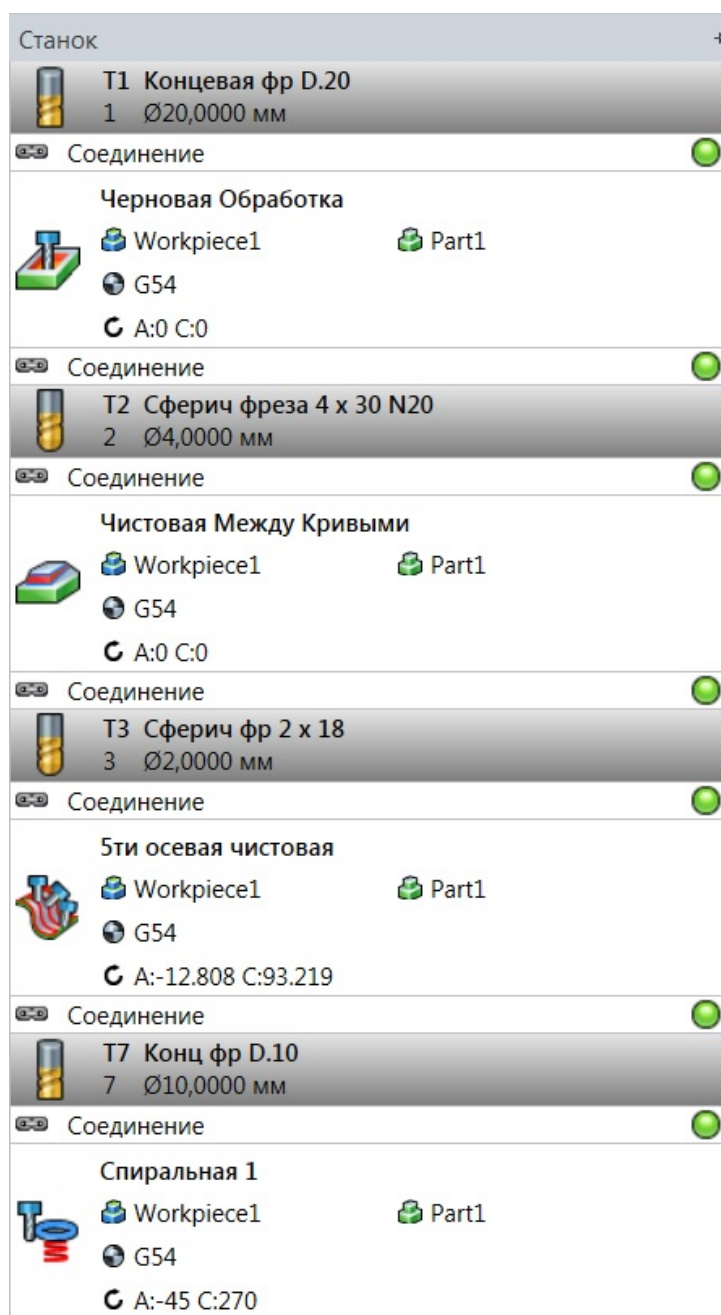 Станок
T1 Концевая фр D.20
1 Ø20,0000 мм
Соединение
Черновая Обработка
Workpiece1 Part1
G54
A:0 C:0
Соединение
T2 Сферич фреза 4 x 30 N20
2 Ø4,0000 мм
Соединение
Чистовая Между Кривыми
Workpiece1 Part1
G54
A:0 C:0
Соединение
T3 Сферич фр 2 x 18
3 Ø2,0000 мм
Соединение
5ти осевая чистовая
Workpiece1 Part1
G54
A:-12.808 C:93.219
Соединение
T7 Конц фр D.10
7 Ø10,0000 мм
Соединение
Спиральная 1
Workpiece1 Part1
G54
A:-45 C:270